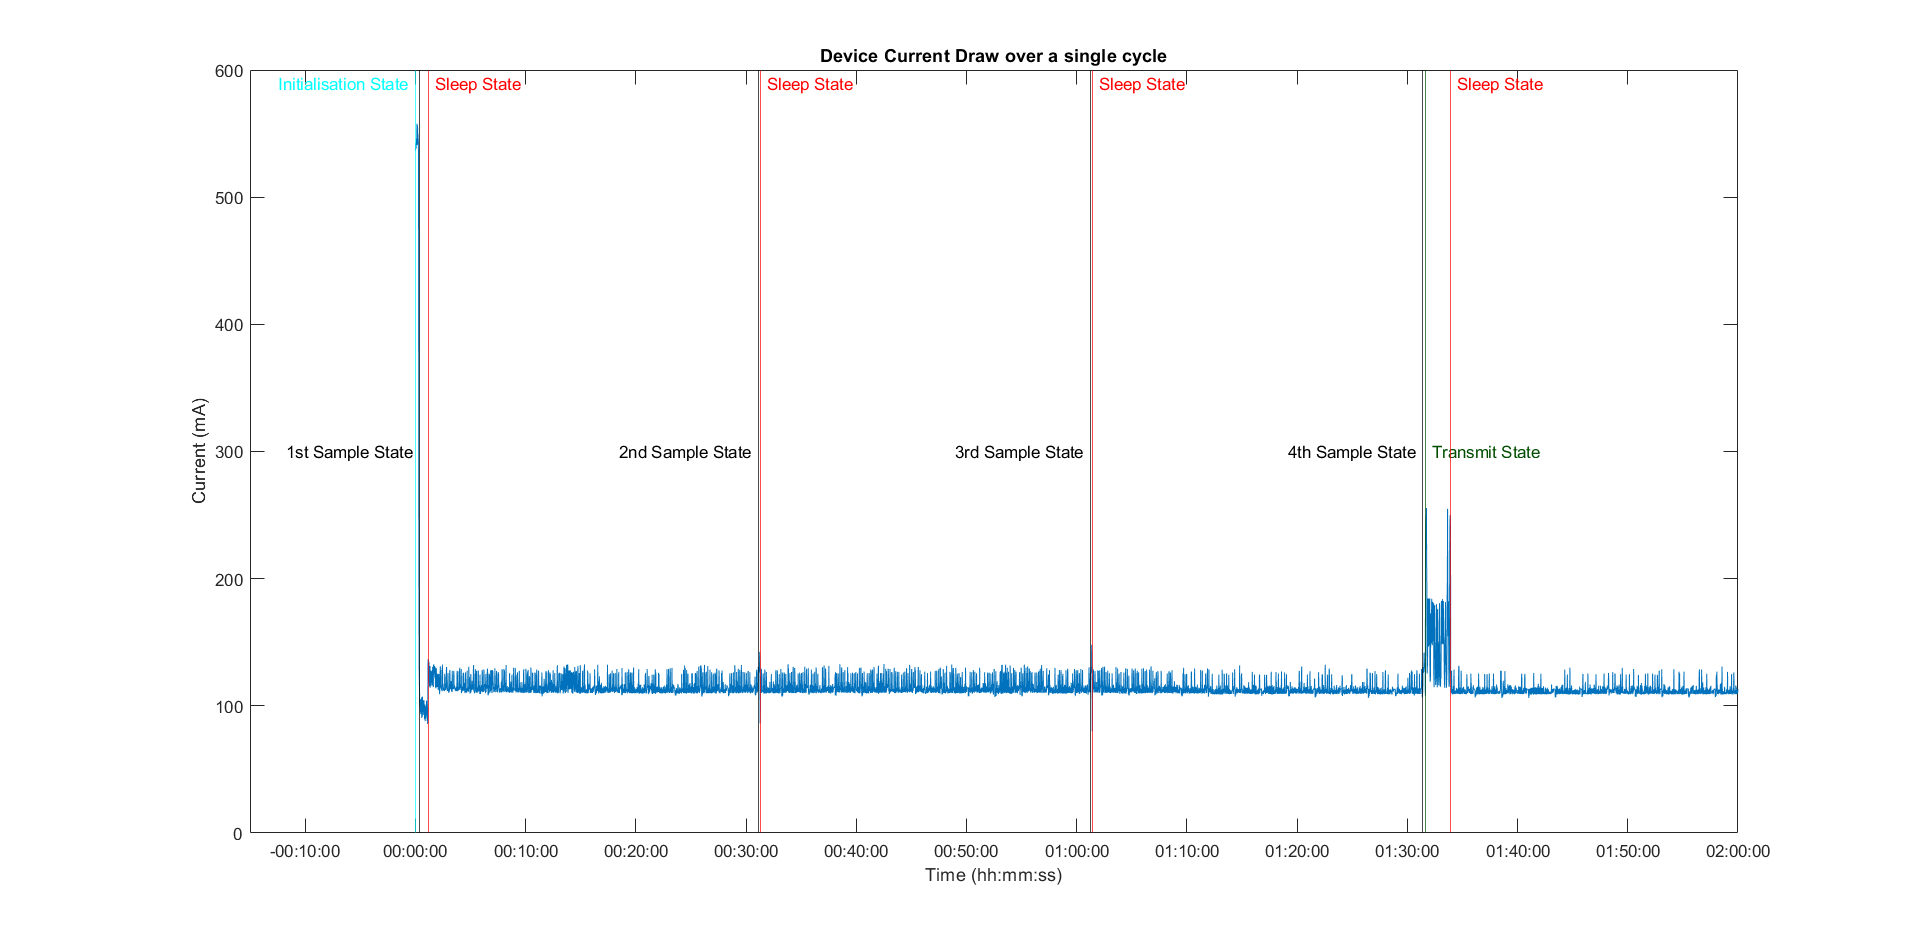 Device Current Draw over a single cycle
600
Initialisation State
Sleep State
Sleep State
Sleep State
Sleep State
500
400
300
1st Sample State
2nd Sample State
3rd Sample State
4th Sample State
Transmit State
200
100
0
Current (mA)
-00:10:00
00:00:00
00:10:00
00:20:00
00:30:00
00:40:00
00:50:00
01:00:00
01:10:00
01:20:00
01:30:00
01:40:00
01:50:00
02:00:00
Time (hh:mm:ss)